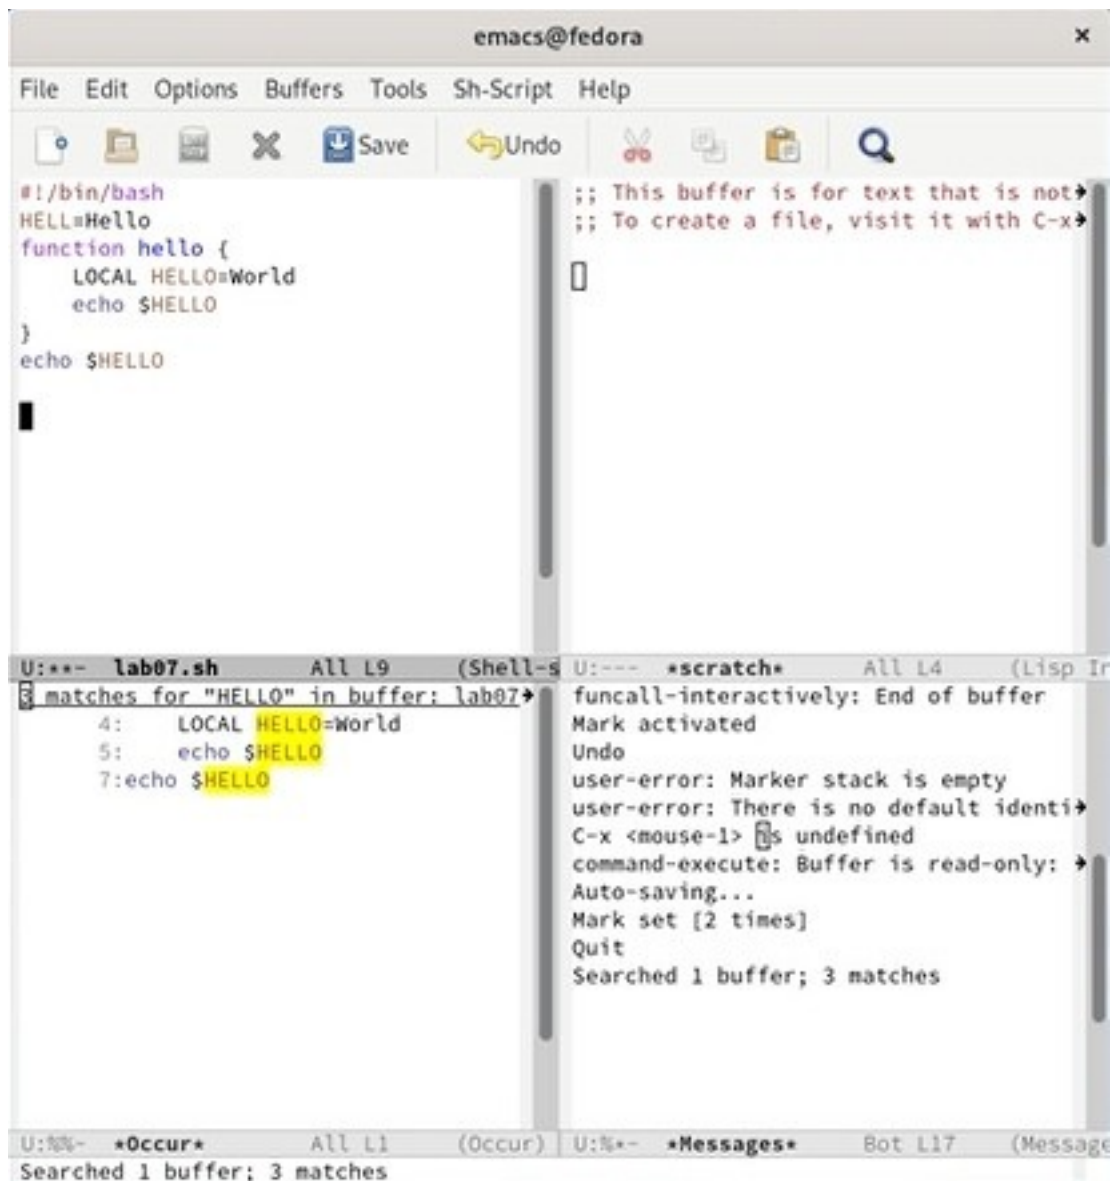 emacs@fedora ×
File Edit Options Buffers Tools Sh-Script Help
Save Undo
#!/bin/bash
HELL=Hello
function hello {
    LOCAL HELLO=World
    echo $HELLO
}
echo $HELLO
U:**- lab07.sh All L9 (Shell-s
;; This buffer is for text that is not
;; To create a file, visit it with C-x
U:--- *scratch* All L4 (Lisp In
3 matches for "HELLO" in buffer: lab07
4:    LOCAL HELLO=World
5:    echo $HELLO
7:echo $HELLO
U:%%- *Occur* All L1 (Occur)
funcall-interactively: End of buffer
Mark activated
Undo
user-error: Marker stack is empty
user-error: There is no default identi
C-x <mouse-1> is undefined
command-execute: Buffer is read-only:
Auto-saving...
Mark set [2 times]
Quit
Searched 1 buffer; 3 matches
U:%*- *Messages* Bot L17 (Message
Searched 1 buffer; 3 matches